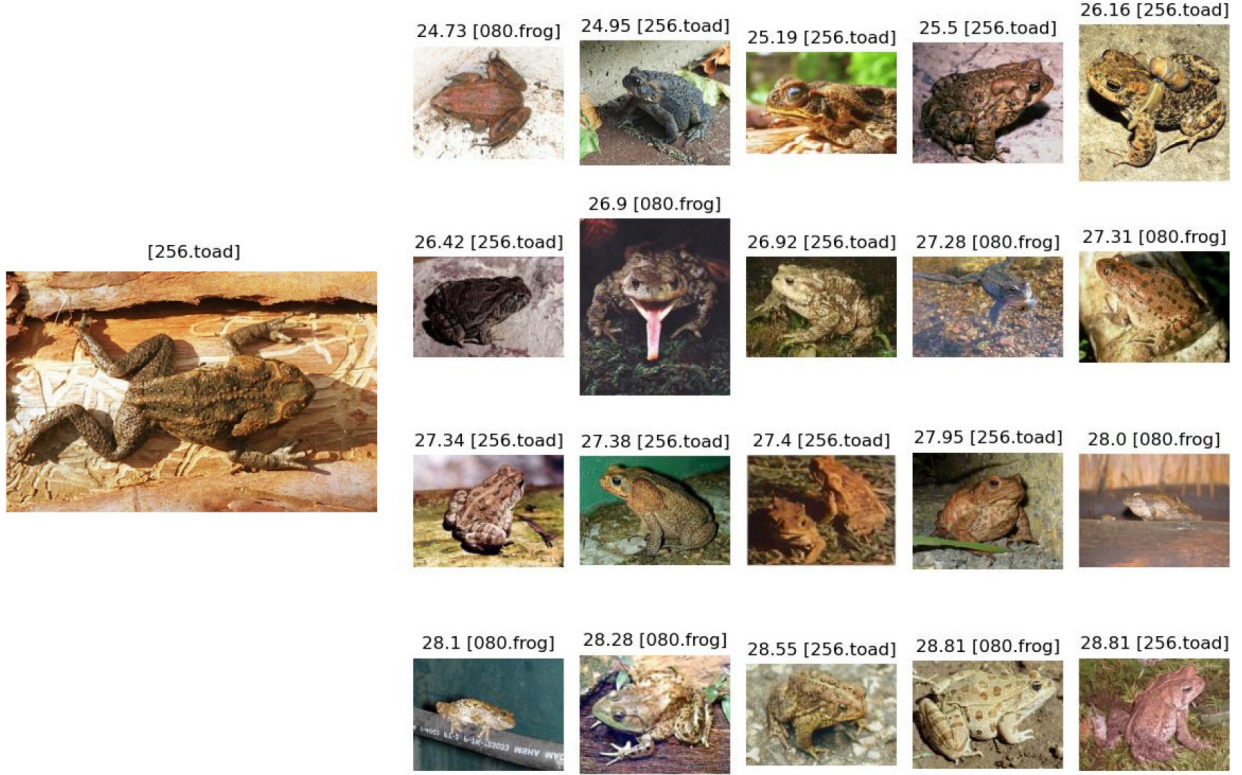 24.73 [080.frog]
24.95 [256.toad]
25.19 [256.toad]
25.5 [256.toad]
26.16 [256.toad]
[256.toad]
26.42 [256.toad]
26.9 [080.frog]
26.92 [256.toad]
27.28 [080.frog]
27.31 [080.frog]
27.34 [256.toad]
27.38 [256.toad]
27.4 [256.toad]
27.95 [256.toad]
28.0 [080.frog]
28.1 [080.frog]
28.28 [080.frog]
28.55 [256.toad]
28.81 [080.frog]
28.81 [256.toad]